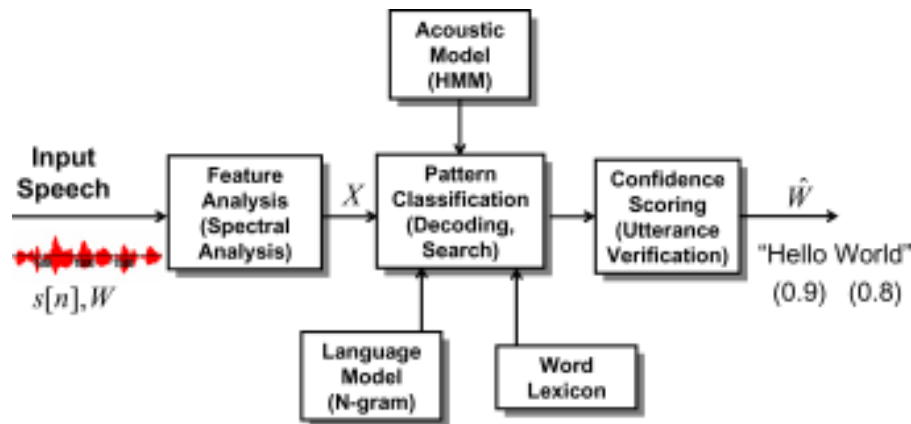 Acoustic
Model
(HMM)
Input
Speech
s[n], W
Feature
Analysis
(Spectral
Analysis)
X
Pattern
Classification
(Decoding,
Search)
Confidence
Scoring
(Utterance
Verification)
Ŵ
“Hello World”
(0.9) (0.8)
Language
Model
(N-gram)
Word
Lexicon